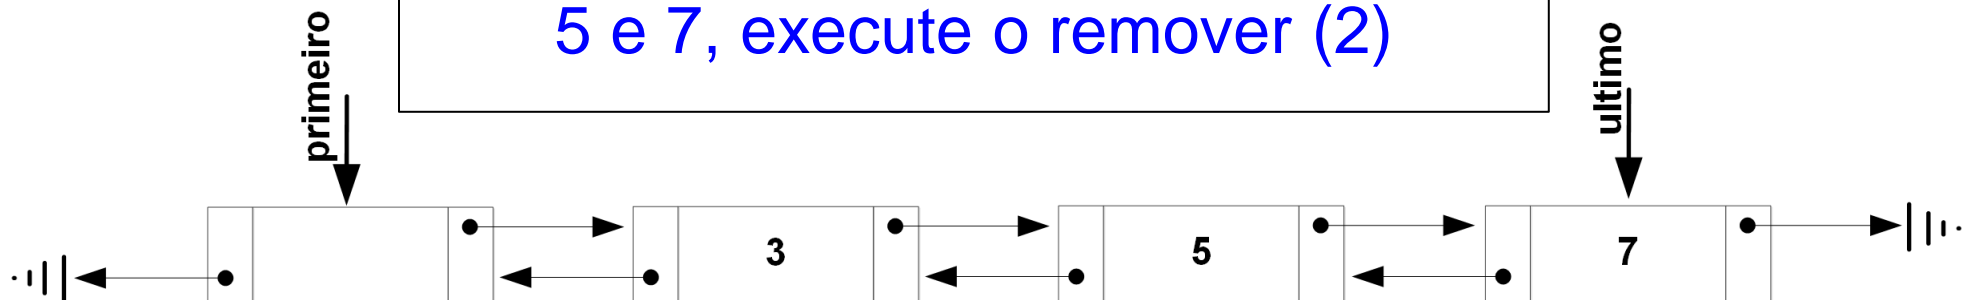 5 e 7, execute o remover (2)
primeiro
ultimo
3
5
7